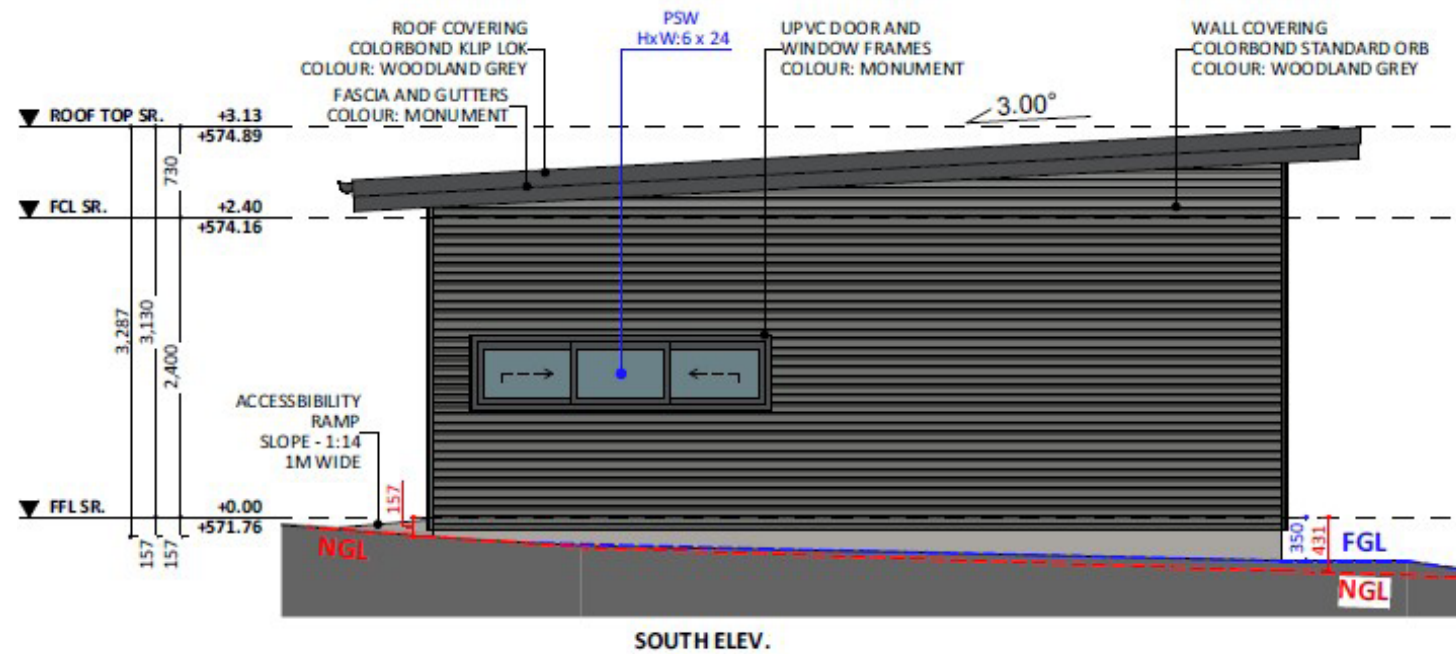 ROOF COVERING
COLORBOND KLIP LOK
COLOUR: WOODLAND GREY
FASCIA AND GUTTERS
COLOUR: MONUMENT
PSW
HxW:6 x 24
UPVC DOOR AND
WINDOW FRAMES
COLOUR: MONUMENT
WALL COVERING
COLORBOND STANDARD ORB
COLOUR: WOODLAND GREY
3.00°
ROOF TOP SR. +3.13
+574.89
730
FCL SR. +2.40
+574.16
3,287
3,130
2,400
ACCESSBIBILITY
RAMP
SLOPE - 1:14
1M WIDE
157
FFL SR. +0.00
+571.76
157
157
NGL
350
431
FGL
NGL
SOUTH ELEV.